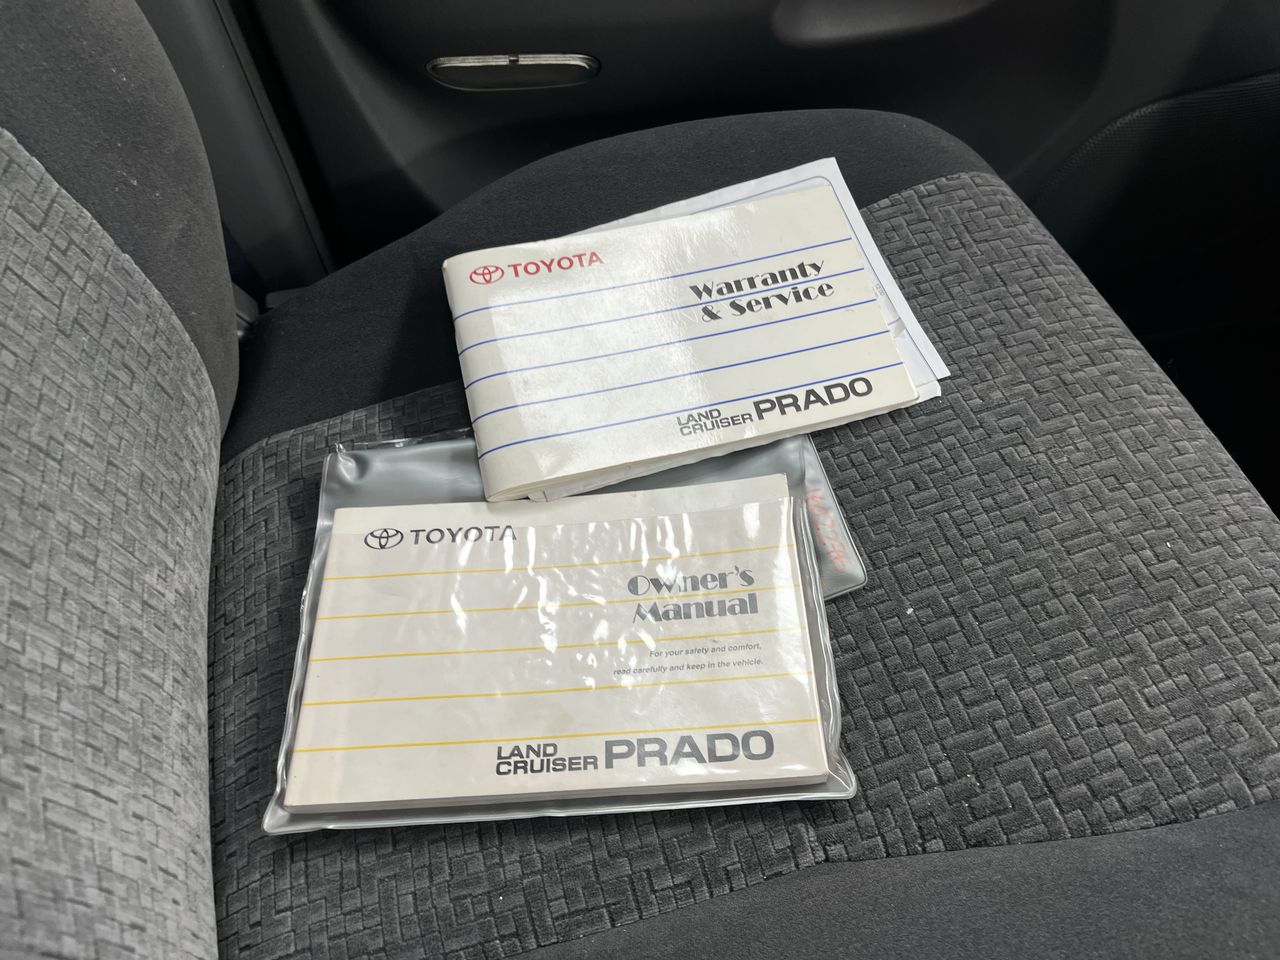 TOYOTA
Warranty
& Service
LAND
CRUISER PRADO
TOYOTA
Owner's
Manual
For your safety and comfort,
read carefully and keep in the vehicle.
LAND
CRUISER PRADO